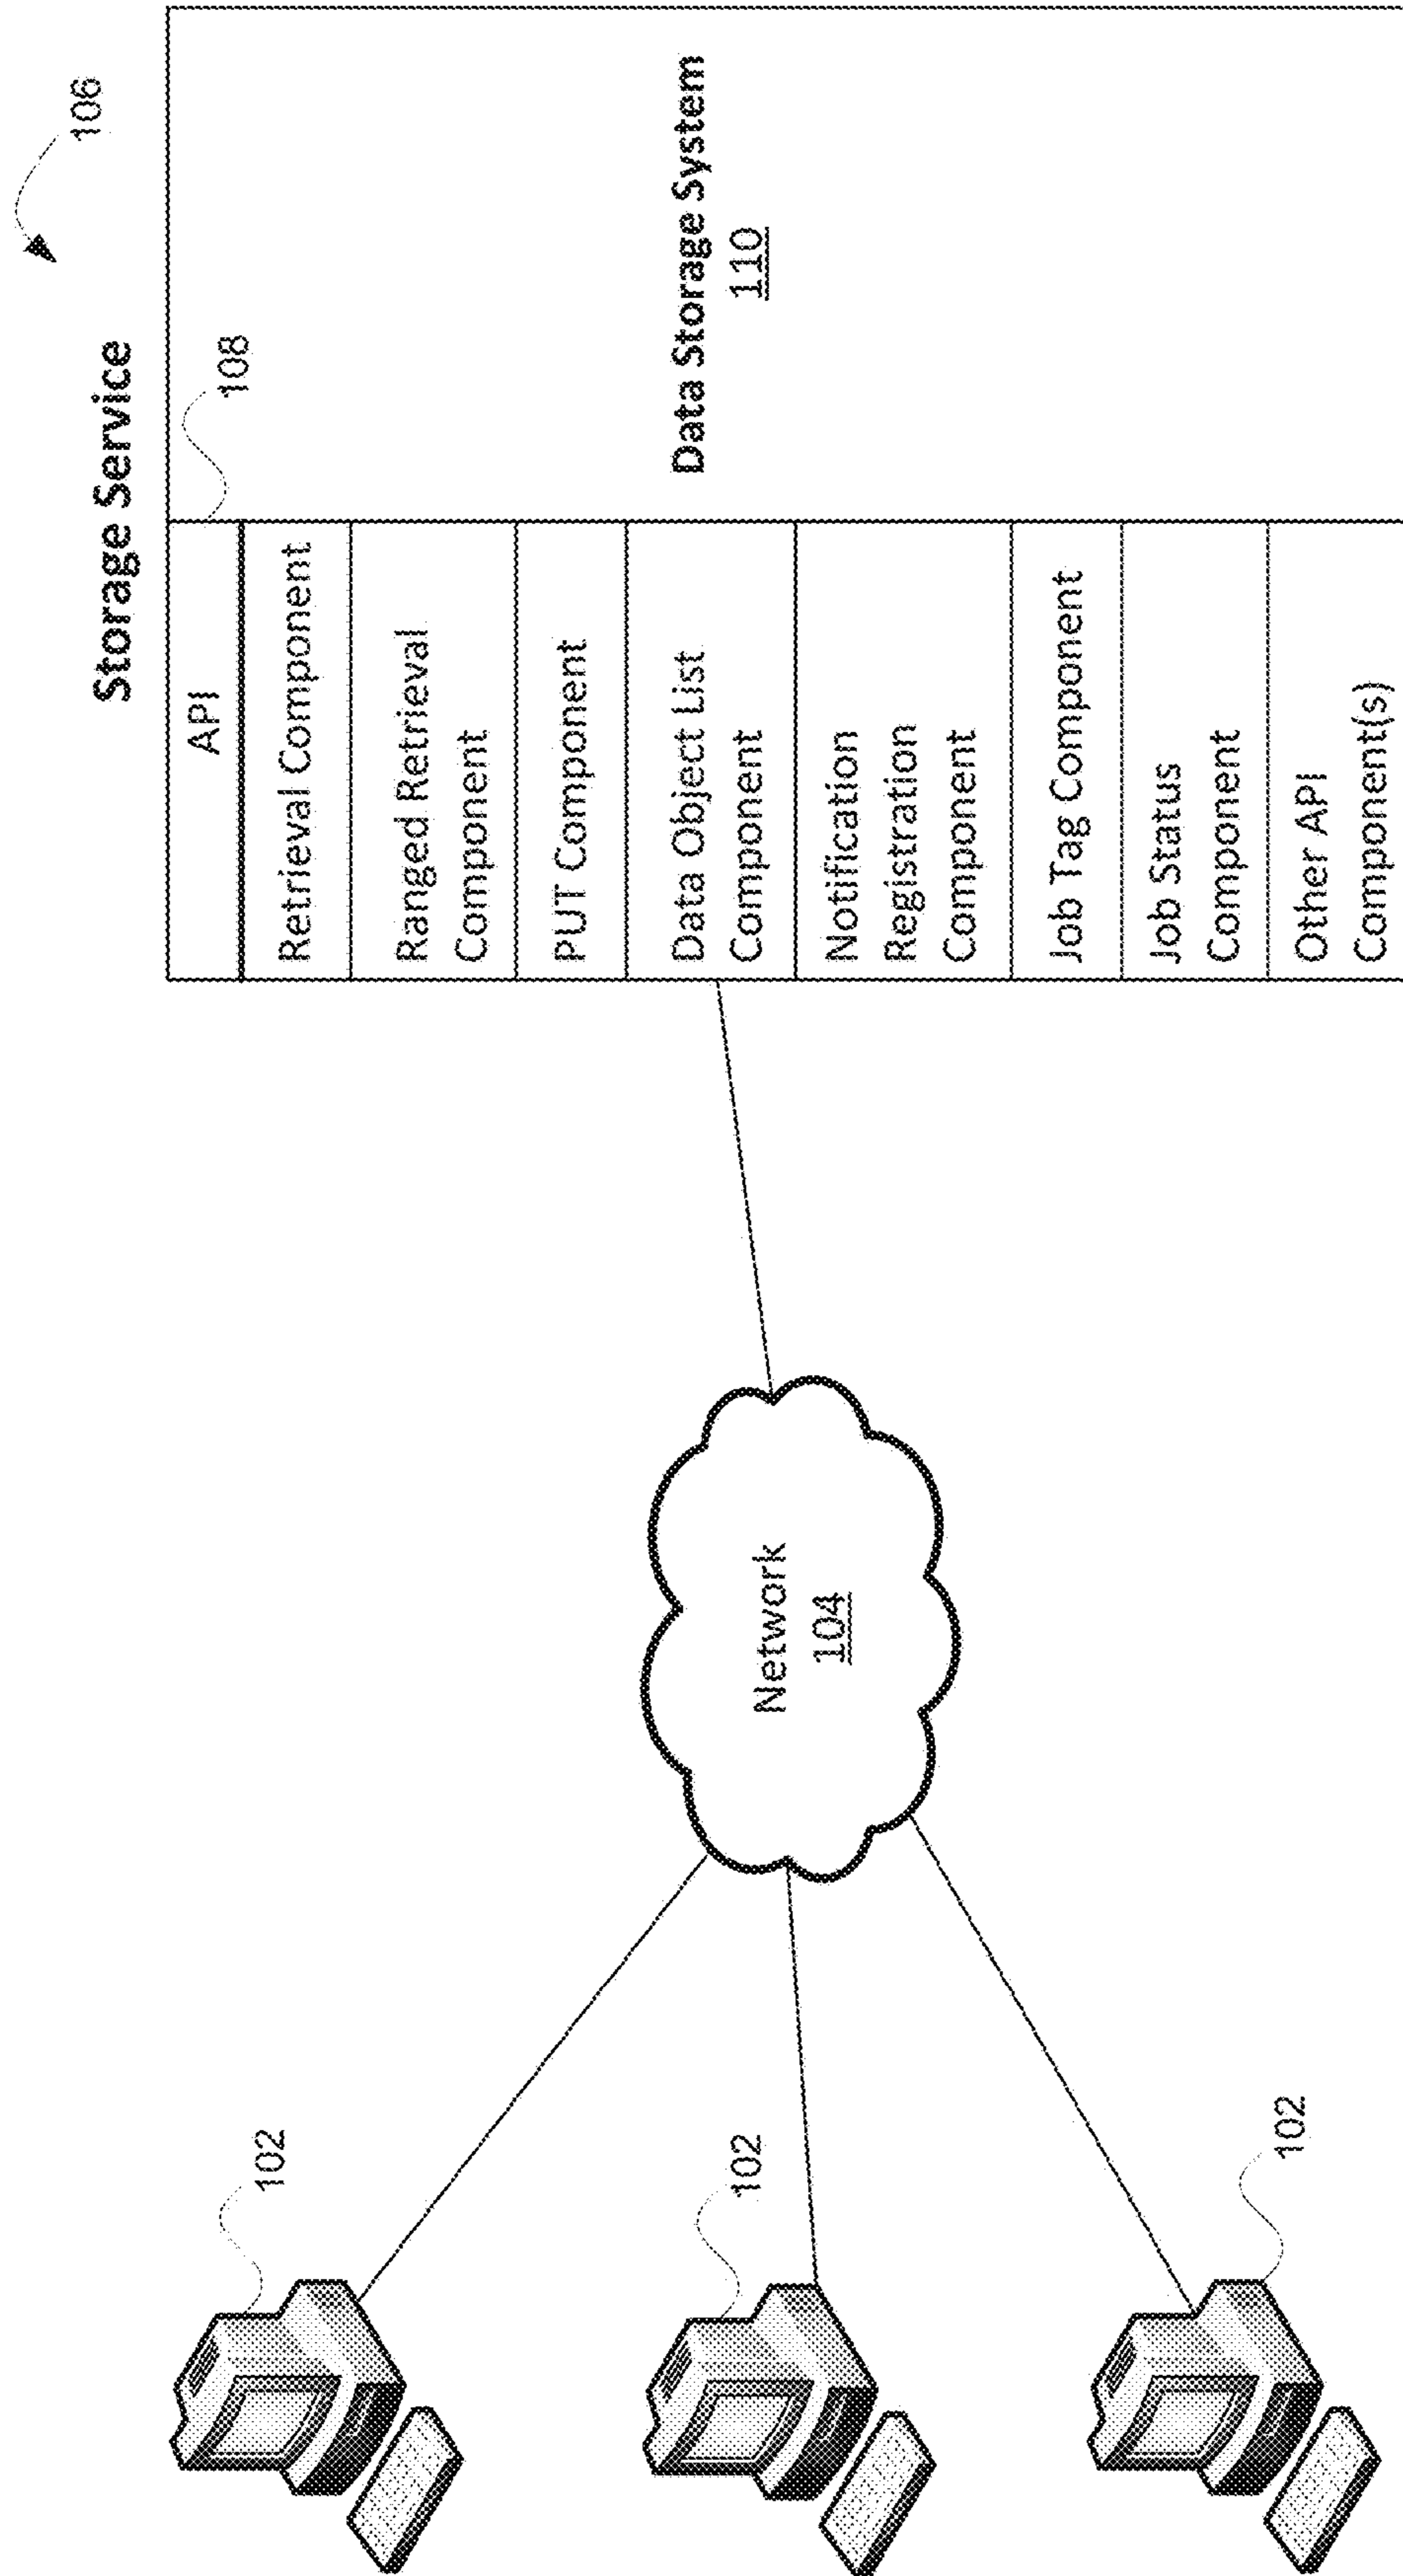 Storage Service
106
API
108
Retrieval Component
Ranged Retrieval
Component
PUT Component
Data Object List
Component
Notification
Registration
Component
Job Tag Component
Job Status
Component
Other API
Component(s)
Data Storage System
110
Network
104
102
102
102